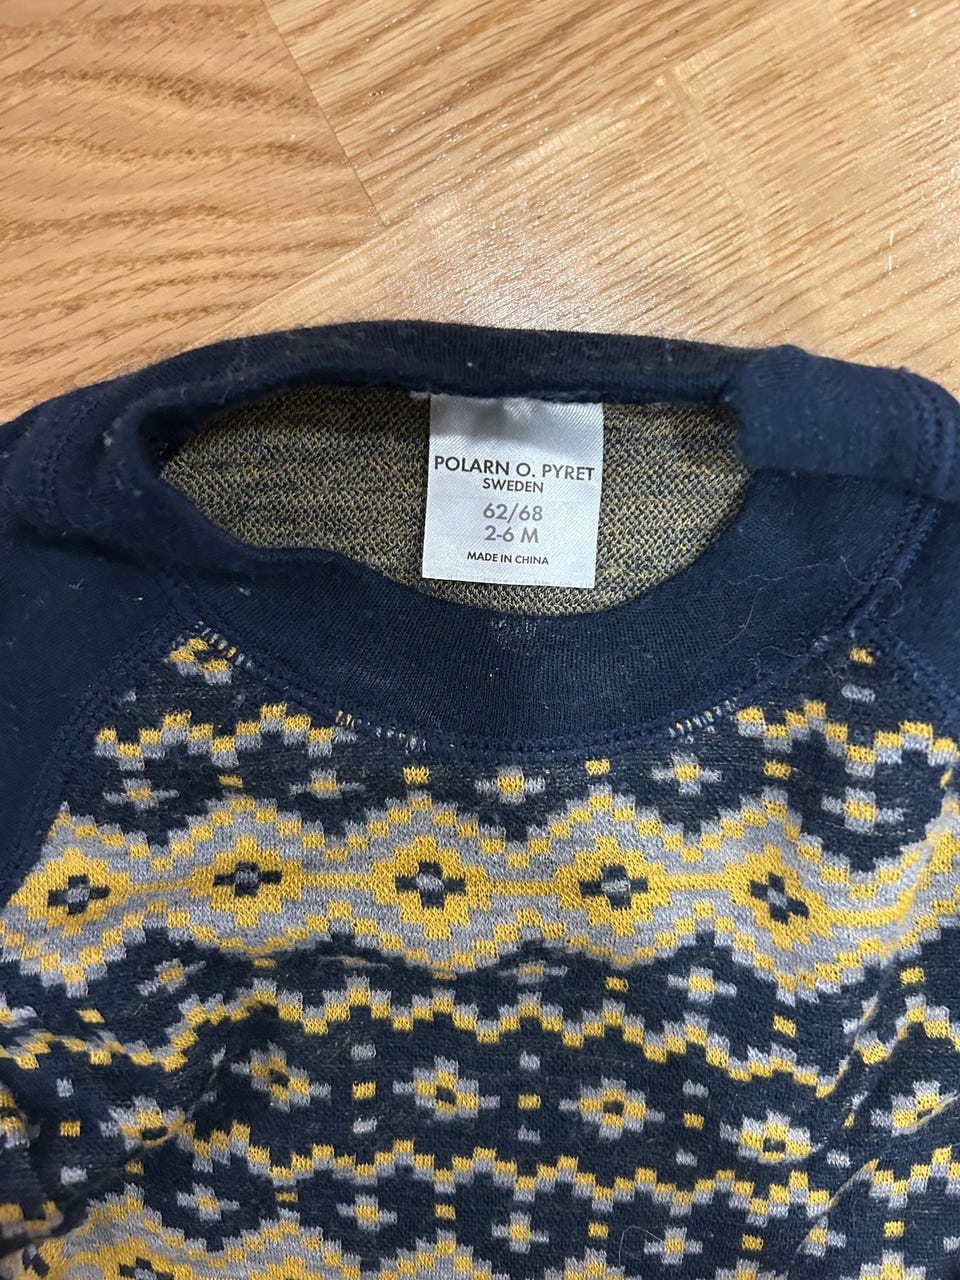 POLARN O. PYRET
SWEDEN
62/68
2-6 M
MADE IN CHINA